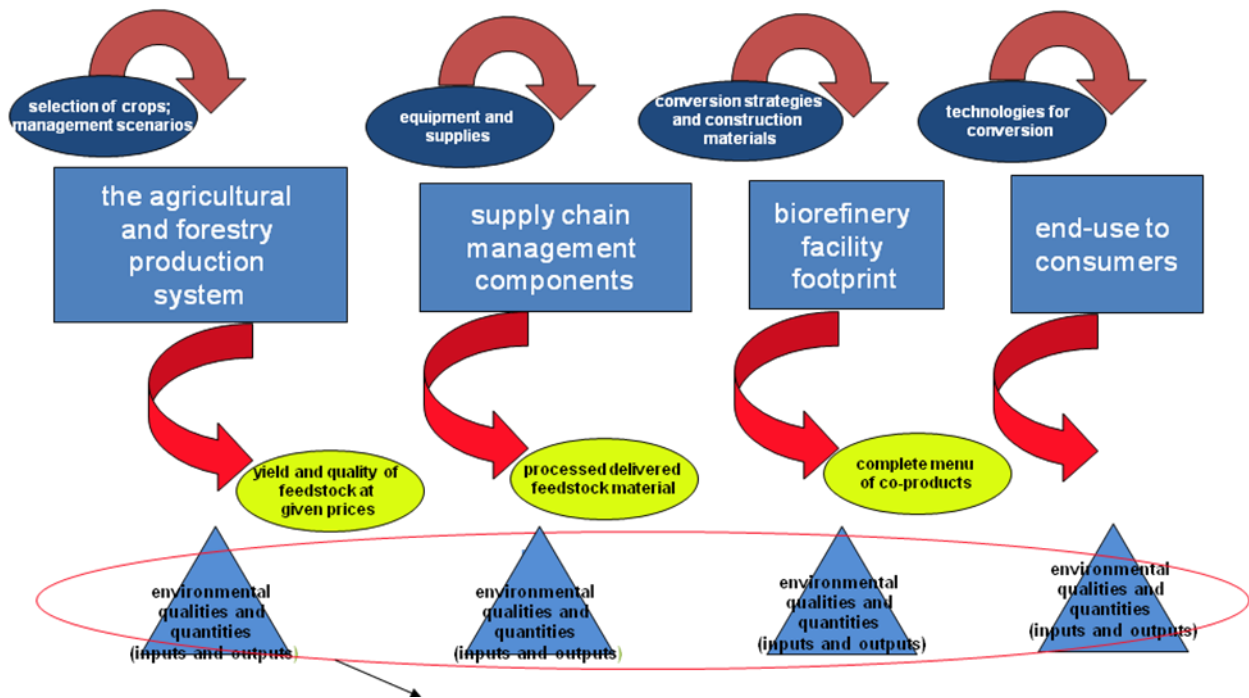 selection of crops;
management scenarios
equipment and
supplies
conversion strategies
and construction
materials
technologies for
conversion
the agricultural
and forestry
production
system
supply chain
management
components
biorefinery
facility
footprint
end-use to
consumers
yield and quality of
feedstock at
given prices
processed delivered
feedstock material
complete menu
of co-products
environmental
qualities and
quantities
(inputs and outputs)
environmental
qualities and
quantities
(inputs and outputs)
environmental
qualities and
quantities
(inputs and outputs)
environmental
qualities and
quantities
(inputs and outputs)